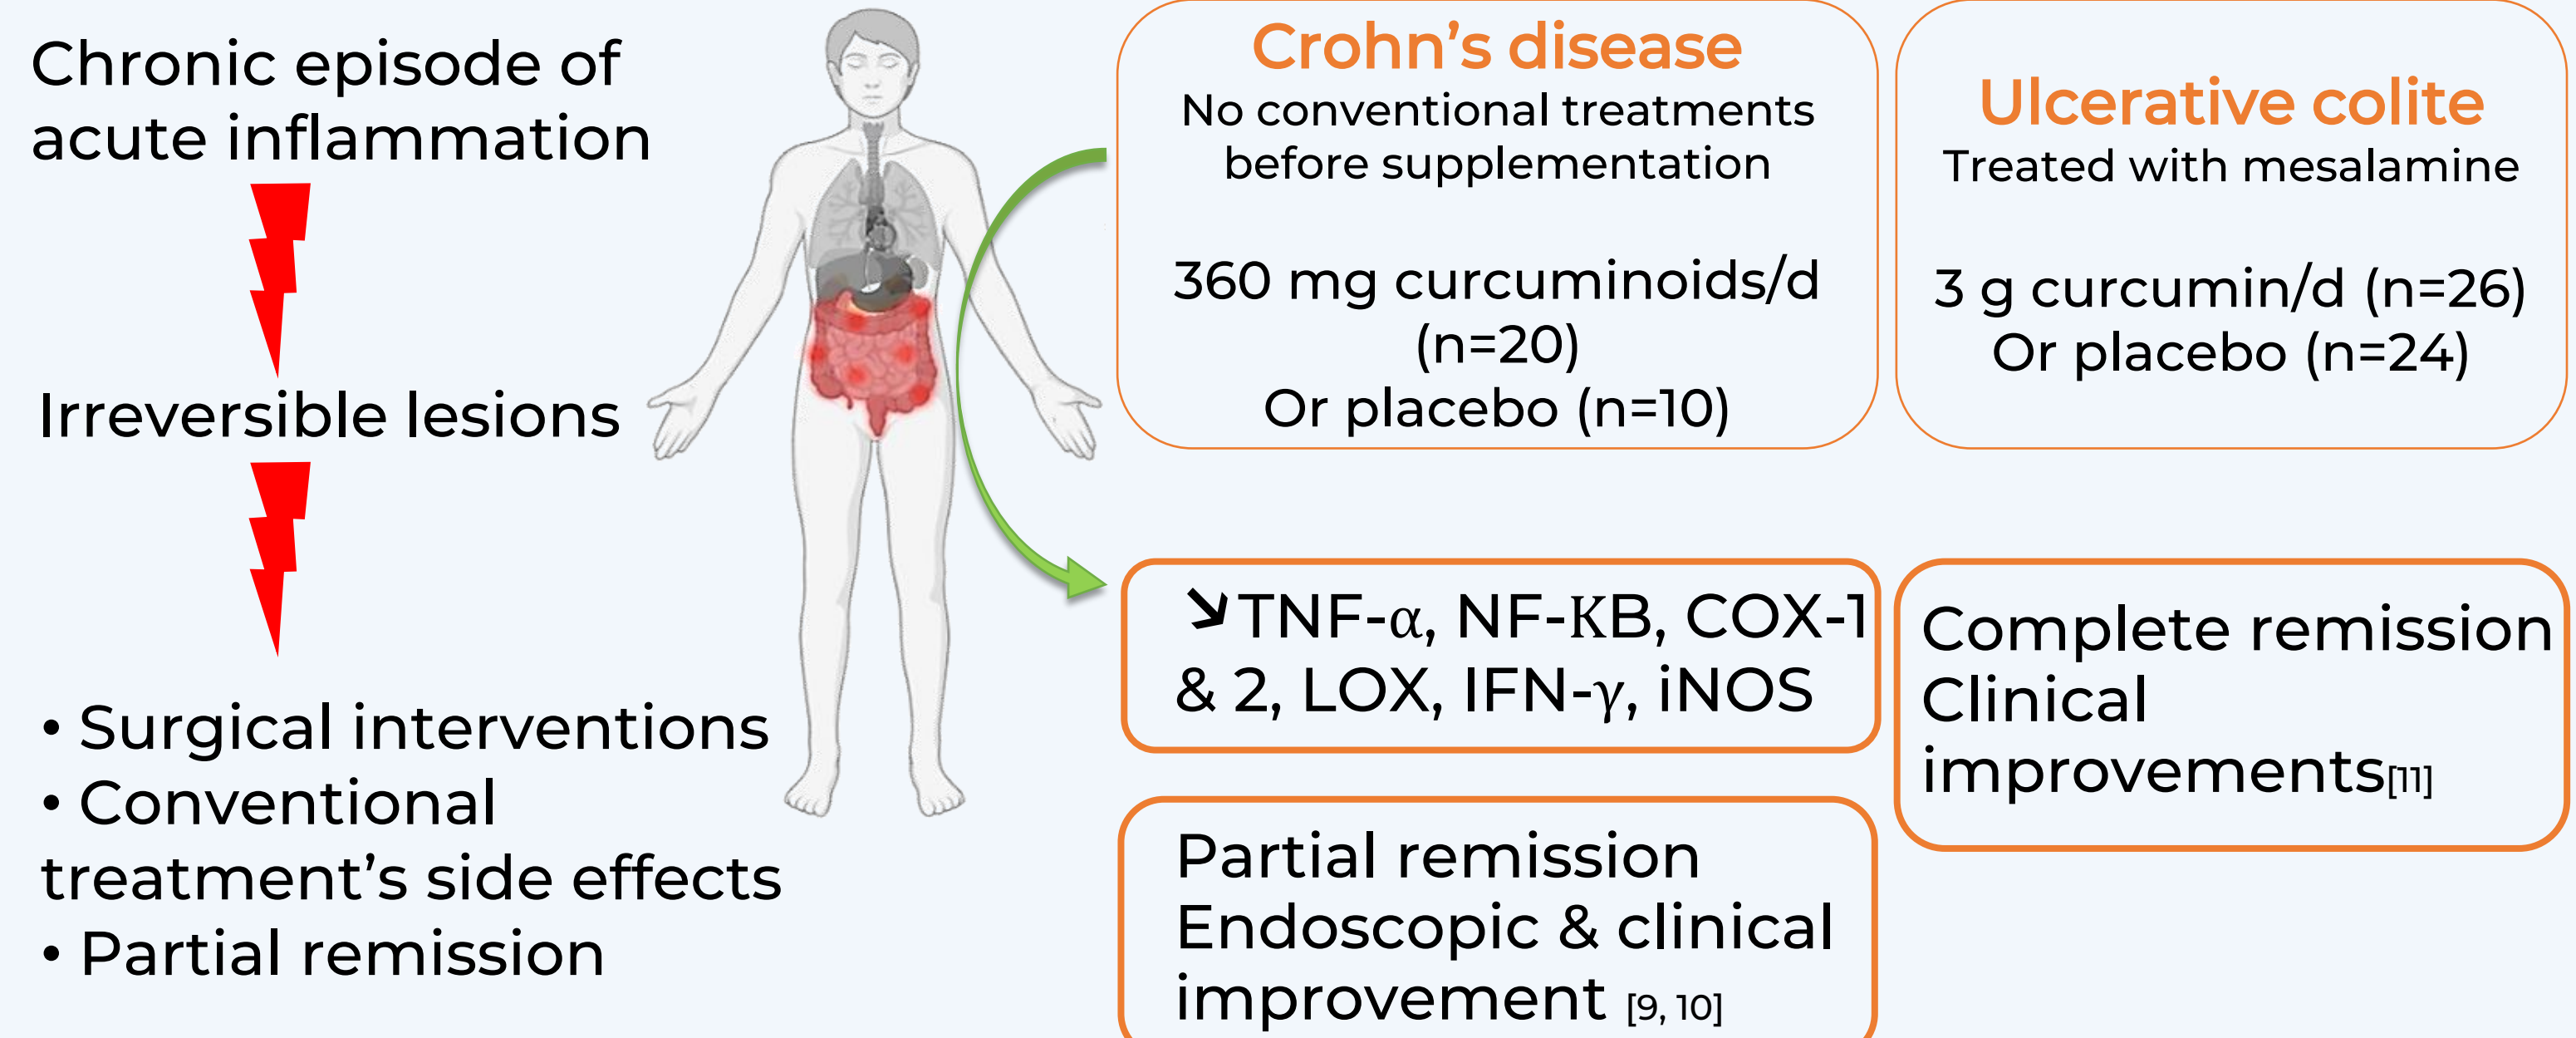 Chronic episode of
acute inflammation
Irreversible lesions
• Surgical interventions
• Conventional
treatment’s side effects
• Partial remission
Crohn’s disease
No conventional treatments
before supplementation
360 mg curcuminoids/d
(n=20)
Or placebo (n=10)
↘TNF-α, NF-KB, COX-1
& 2, LOX, IFN-γ, iNOS
Partial remission
Endoscopic & clinical
improvement [9, 10]
Ulcerative colite
Treated with mesalamine
3 g curcumin/d (n=26)
Or placebo (n=24)
Complete remission
Clinical
improvements[11]